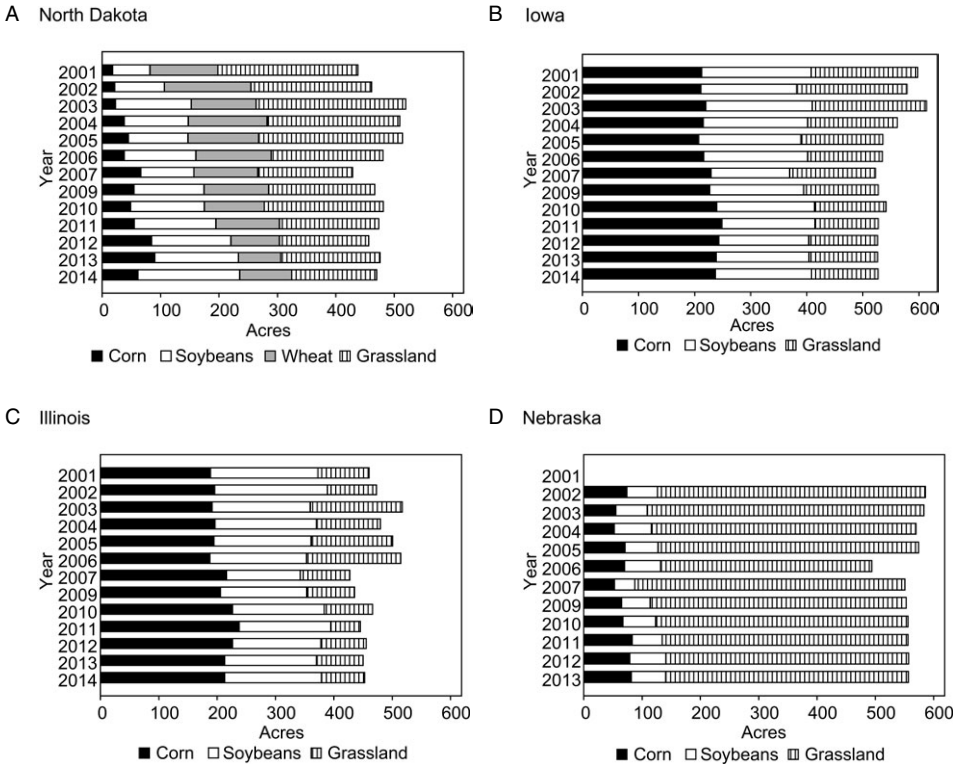 A North Dakota
Year
2001
2002
2003
2004
2005
2006
2007
2009
2010
2011
2012
2013
2014
0 100 200 300 400 500 600
Acres
Corn Soybeans Wheat Grassland
B Iowa
Year
2001
2002
2003
2004
2005
2006
2007
2009
2010
2011
2012
2013
2014
0 100 200 300 400 500 600
Acres
Corn Soybeans Grassland
C Illinois
Year
2001
2002
2003
2004
2005
2006
2007
2009
2010
2011
2012
2013
2014
0 100 200 300 400 500 600
Acres
Corn Soybeans Grassland
D Nebraska
Year
2001
2002
2003
2004
2005
2006
2007
2009
2010
2011
2012
2013
0 100 200 300 400 500 600
Acres
Corn Soybeans Grassland